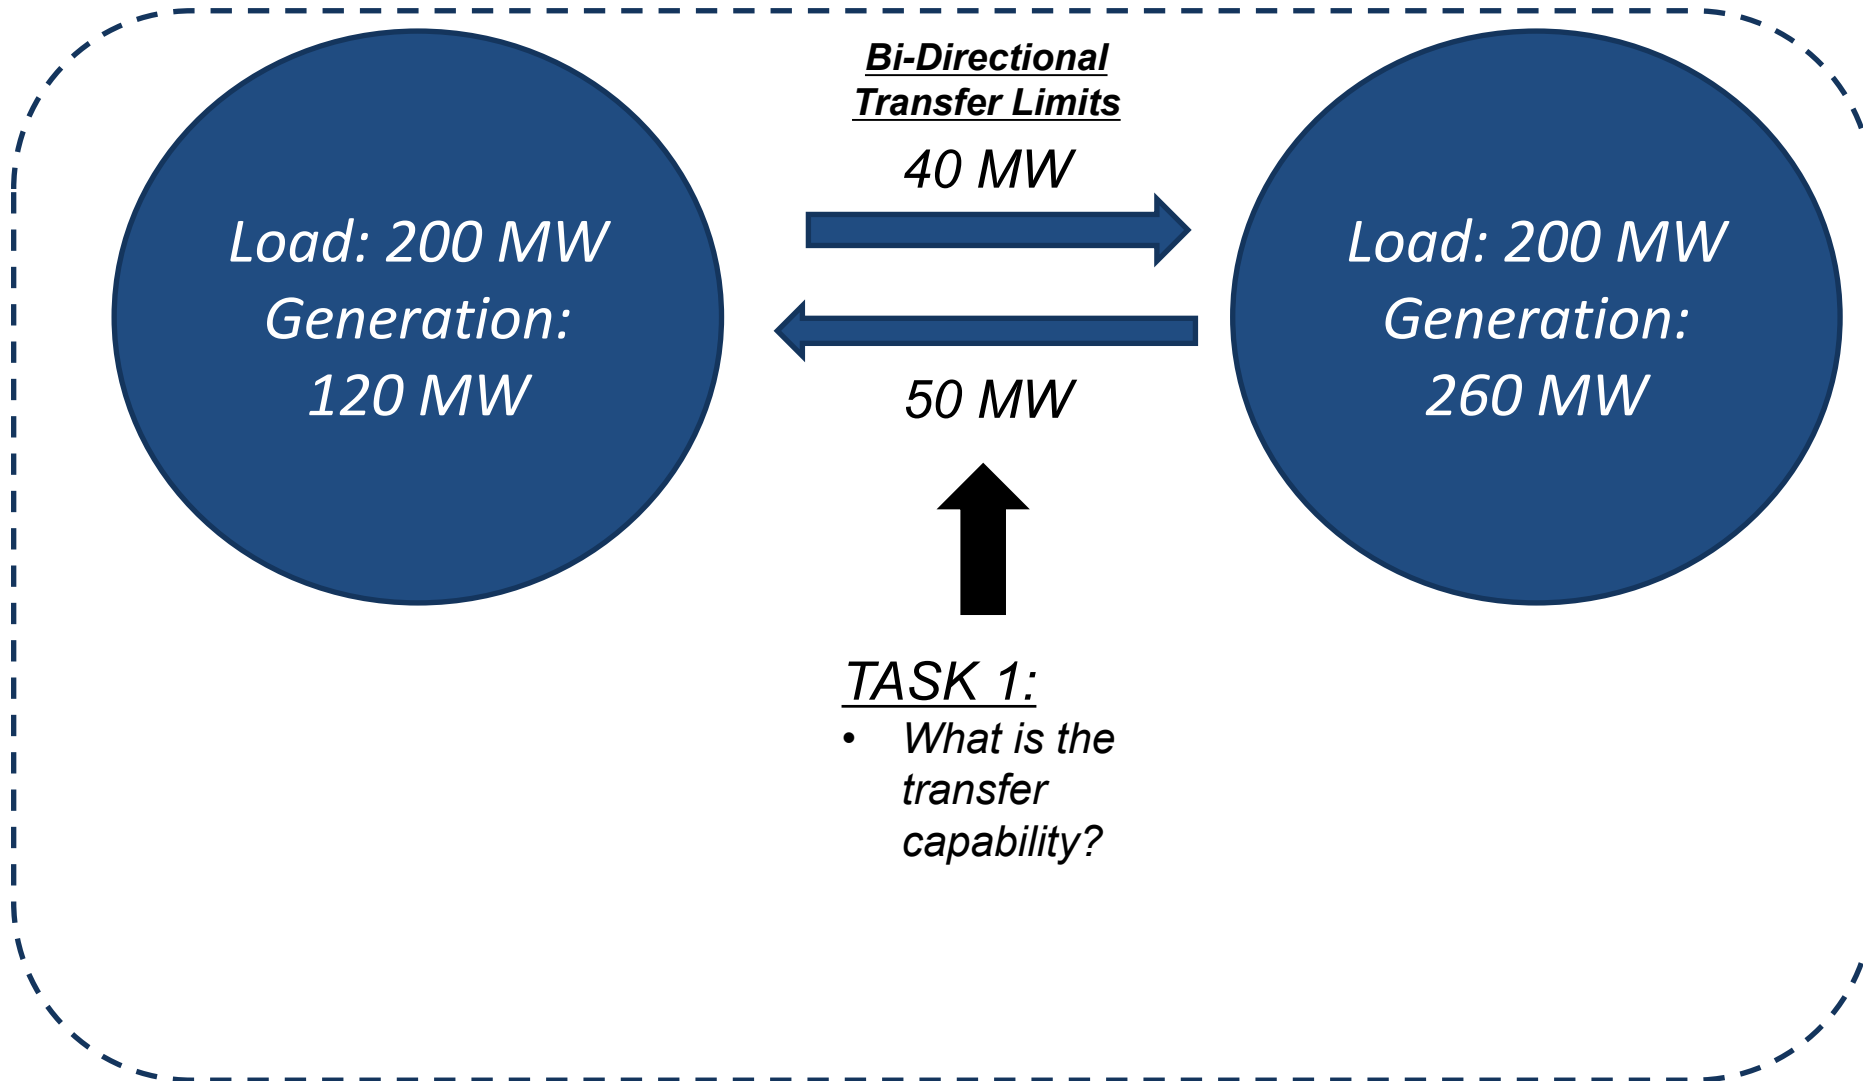 Bi-Directional
Transfer Limits
40 MW
Load: 200 MW
Generation:
120 MW
Load: 200 MW
Generation:
260 MW
50 MW
TASK 1:
• What is the
transfer
capability?